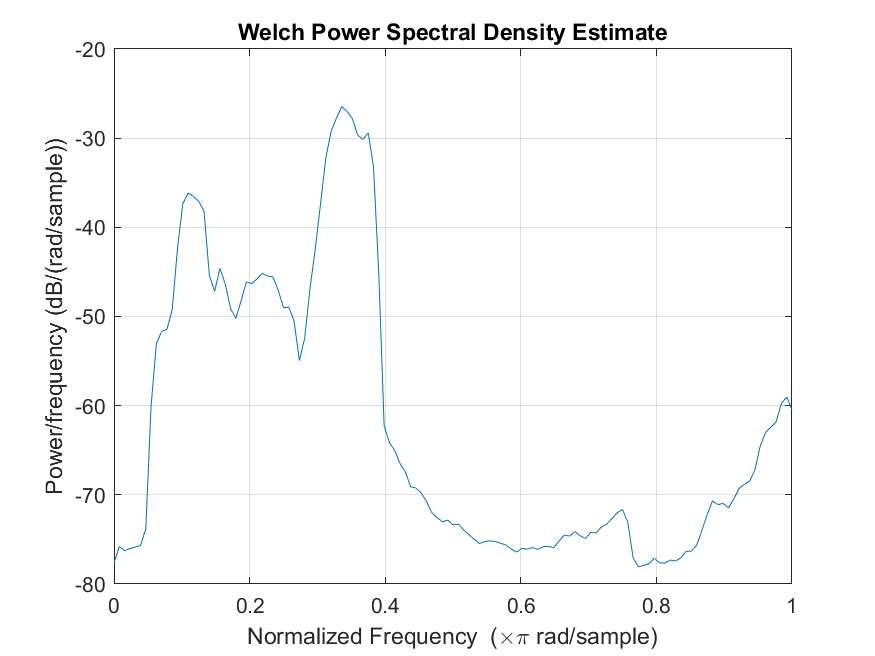 Welch Power Spectral Density Estimate
-20
-30
-40
-50
-60
-70
-80
Power/frequency (dB/(rad/sample))
0 0.2 0.4 0.6 0.8 1
Normalized Frequency (×π rad/sample)